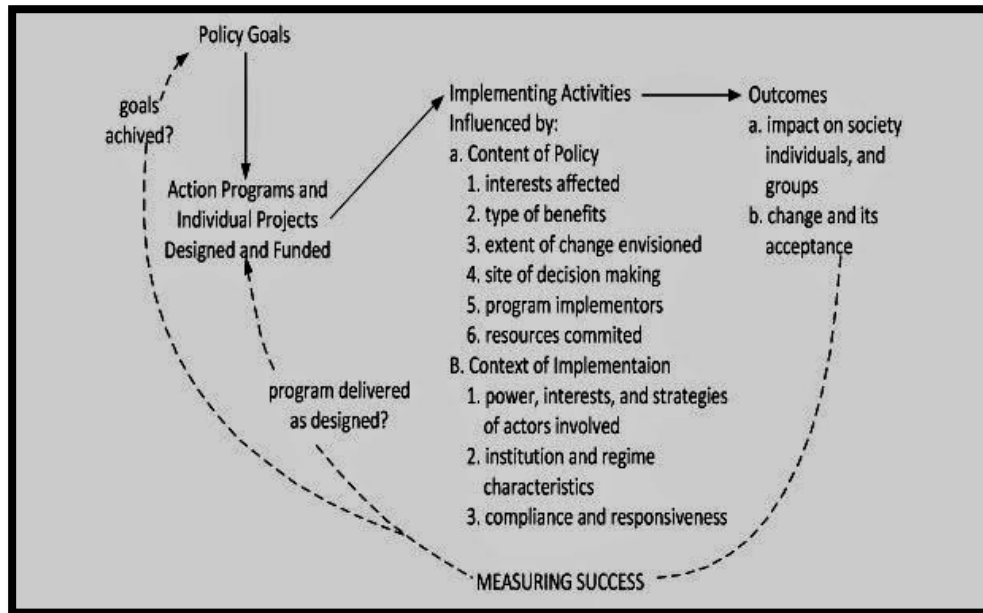 Policy Goals
goals
achived?
Action Programs and
Individual Projects
Designed and Funded
program delivered
as designed?
Implementing Activities
Influenced by:
a. Content of Policy
1. interests affected
2. type of benefits
3. extent of change envisioned
4. site of decision making
5. program implementors
6. resources commited
B. Context of Implementaion
1. power, interests, and strategies
of actors involved
2. institution and regime
characteristics
3. compliance and responsiveness
Outcomes
a. impact on society
individuals, and
groups
b. change and its
acceptance
MEASURING SUCCESS